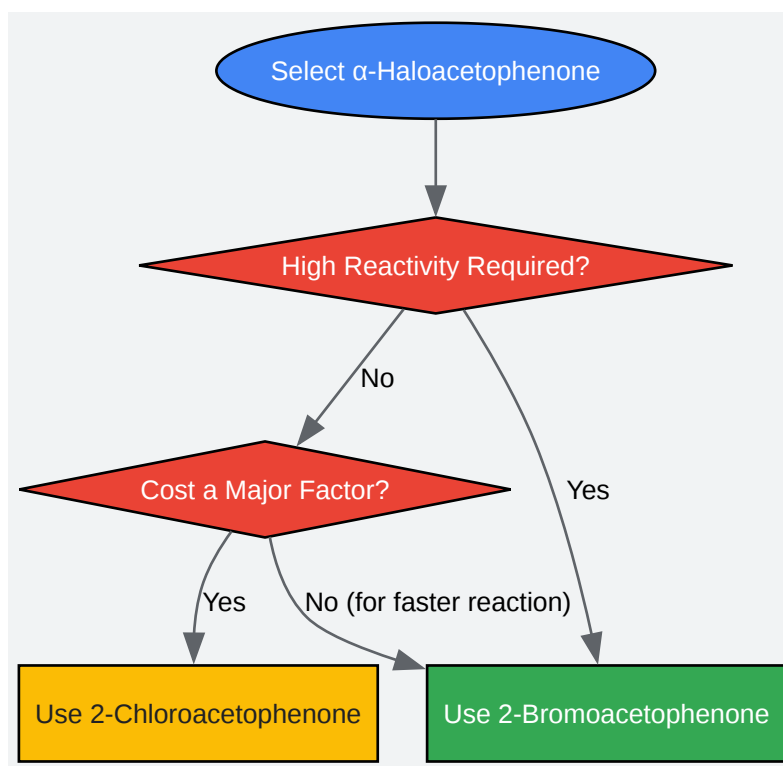 Select α-Haloacetophenone
High Reactivity Required?
No
Cost a Major Factor?
Yes
Yes
No (for faster reaction)
Use 2-Chloroacetophenone
Use 2-Bromoacetophenone